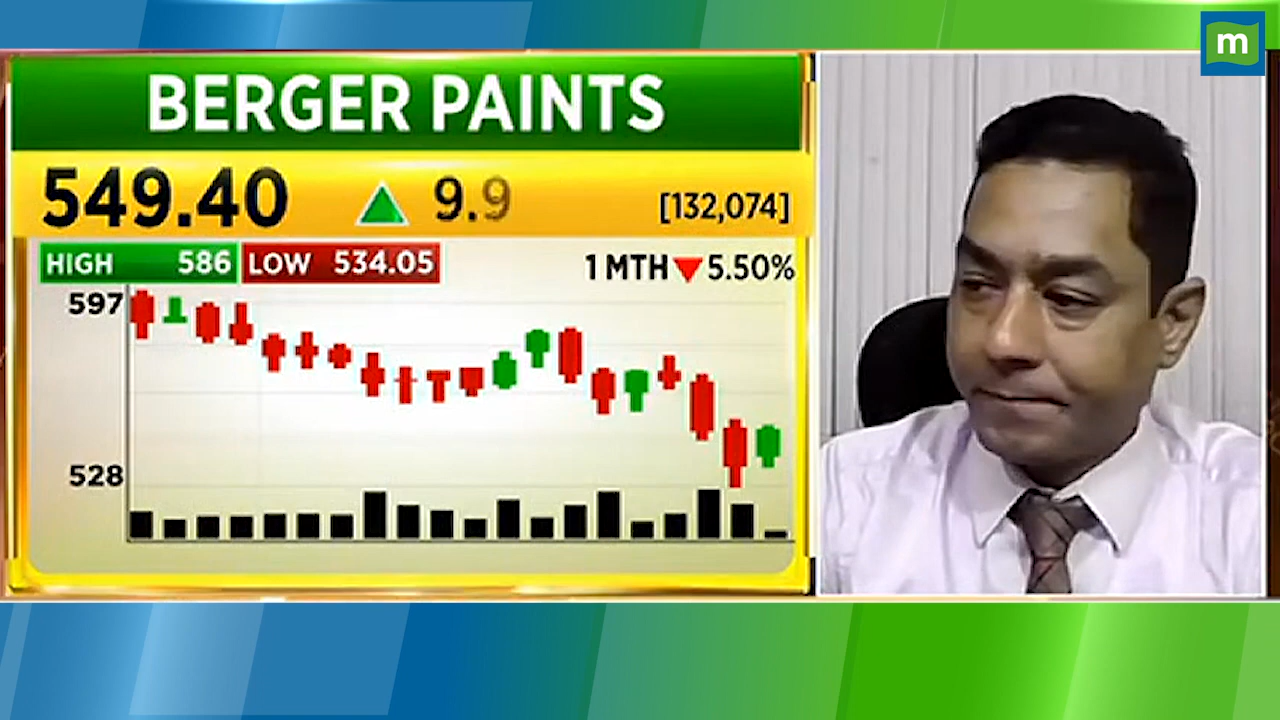 m
BERGER PAINTS
549.40 ▲ 9.9 [132,074]
HIGH 586 LOW 534.05 1 MTH ▼ 5.50%
597
528